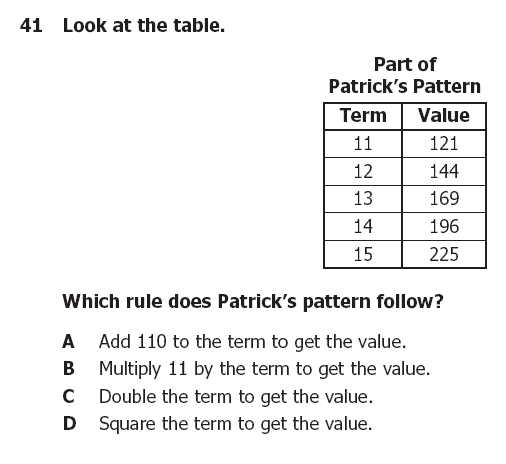 41 Look at the table.
Part of
Patrick's Pattern
Term Value
11 121
12 144
13 169
14 196
15 225
Which rule does Patrick's pattern follow?
A Add 110 to the term to get the value.
B Multiply 11 by the term to get the value.
C Double the term to get the value.
D Square the term to get the value.